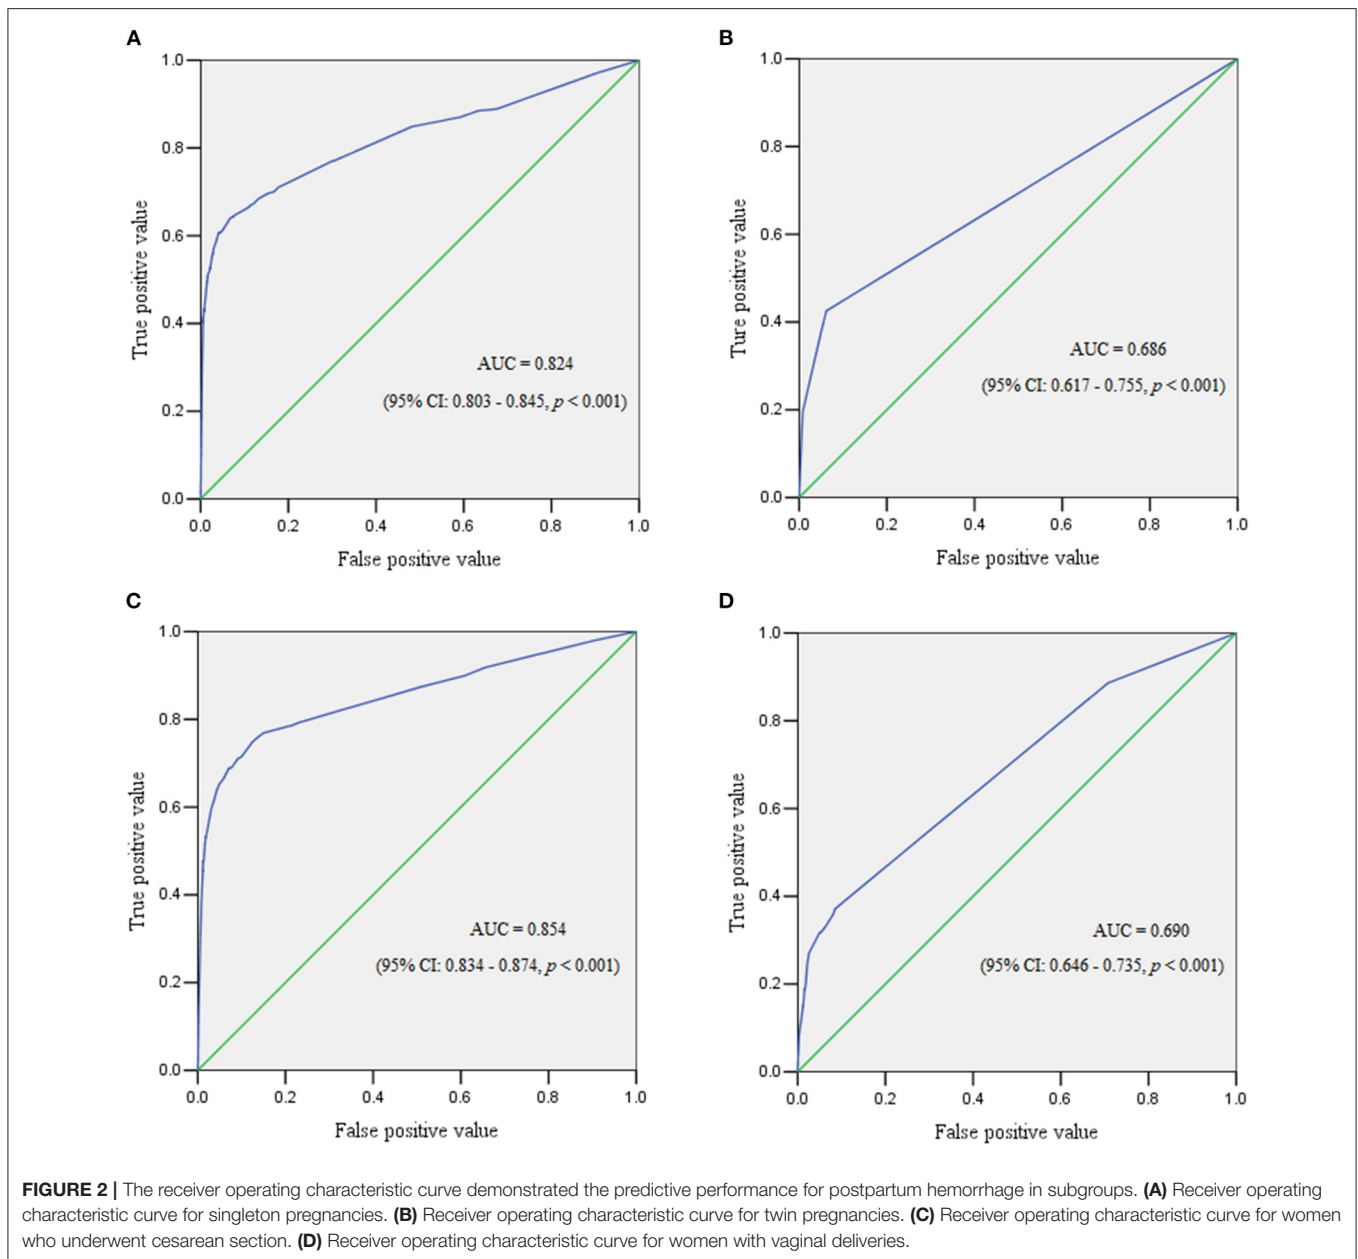 A
1.0
0.8
0.6
0.4
0.2
0.0
True positive value
AUC = 0.824
(95% CI: 0.803 - 0.845, p < 0.001)
0.0 0.2 0.4 0.6 0.8 1.0
False positive value
B
1.0
0.8
0.6
0.4
0.2
0.0
Ture positive value
AUC = 0.686
(95% CI: 0.617 - 0.755, p < 0.001)
0.0 0.2 0.4 0.6 0.8 1.0
False positive value
C
1.0
0.8
0.6
0.4
0.2
0.0
True positive value
AUC = 0.854
(95% CI: 0.834 - 0.874, p < 0.001)
0.0 0.2 0.4 0.6 0.8 1.0
False positive value
D
1.0
0.8
0.6
0.4
0.2
0.0
True positive value
AUC = 0.690
(95% CI: 0.646 - 0.735, p < 0.001)
0.0 0.2 0.4 0.6 0.8 1.0
False positive value
FIGURE 2 | The receiver operating characteristic curve demonstrated the predictive performance for postpartum hemorrhage in subgroups. (A) Receiver operating
characteristic curve for singleton pregnancies. (B) Receiver operating characteristic curve for twin pregnancies. (C) Receiver operating characteristic curve for women
who underwent cesarean section. (D) Receiver operating characteristic curve for women with vaginal deliveries.